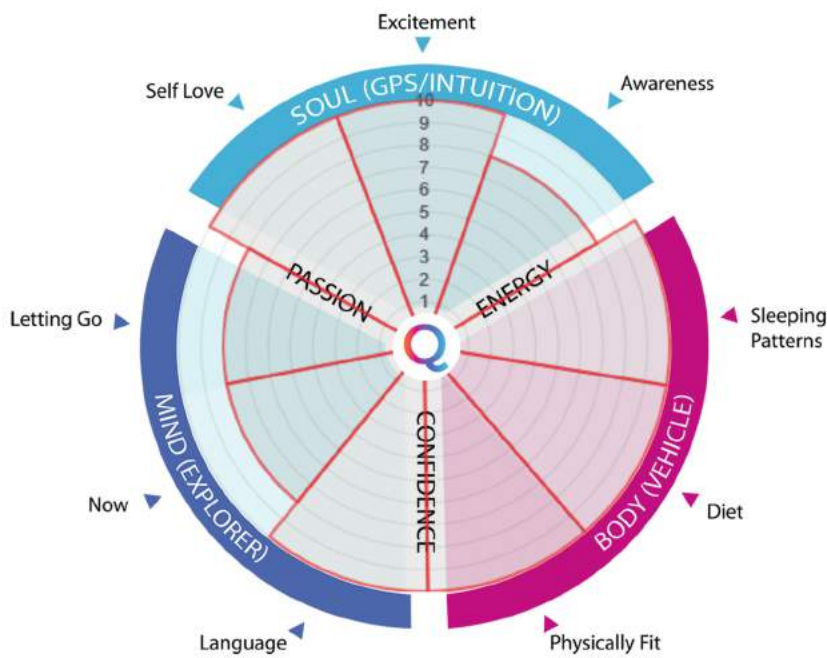 Excitement
Self Love
Awareness
SOUL (GPS/INTUITION)
10
9
8
7
6
5
4
3
2
1
PASSION
ENERGY
Q
CONFIDENCE
Letting Go
Sleeping
Patterns
MIND (EXPLORER)
BODY (VEHICLE)
Now
Diet
Language
Physically Fit